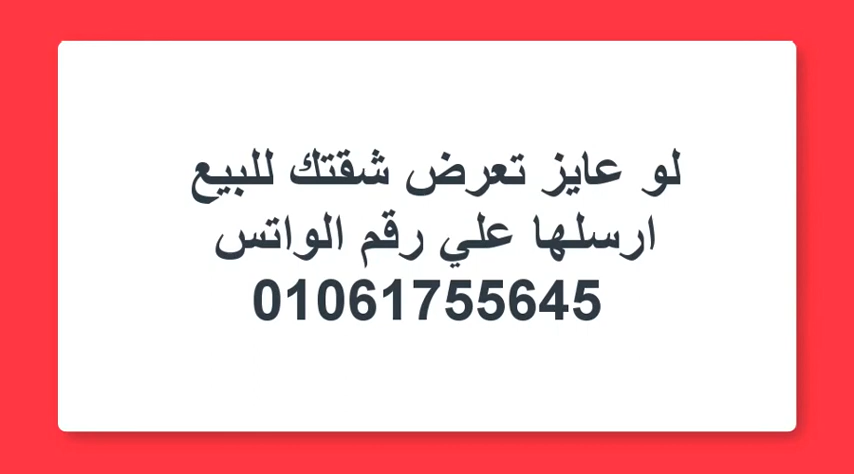 لو عايز تعرض شقتك للبيع
ارسلها علي رقم الواتس
01061755645